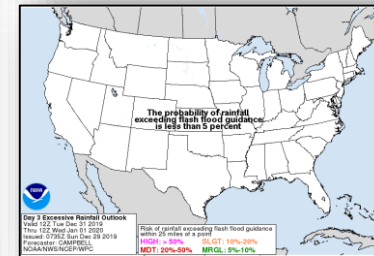 The probability of rainfall
exceeding flash flood guidance
is less than 5 percent
noaa
Day 3 Excessive Rainfall Outlook
Valid 12Z Tue Dec 31 2019
Thru 12Z Wed Jan 01 2020
Issued: 0735Z Sun Dec 29 2019
Forecaster: CAMPBELL
NOAA/NWS/NCEP/WPC
Risk of rainfall exceeding flash flood guidance
within 25 miles of a point
HIGH: > 50% SLGT: 10%-20%
MDT: 20%-50% MRGL: 5%-10%